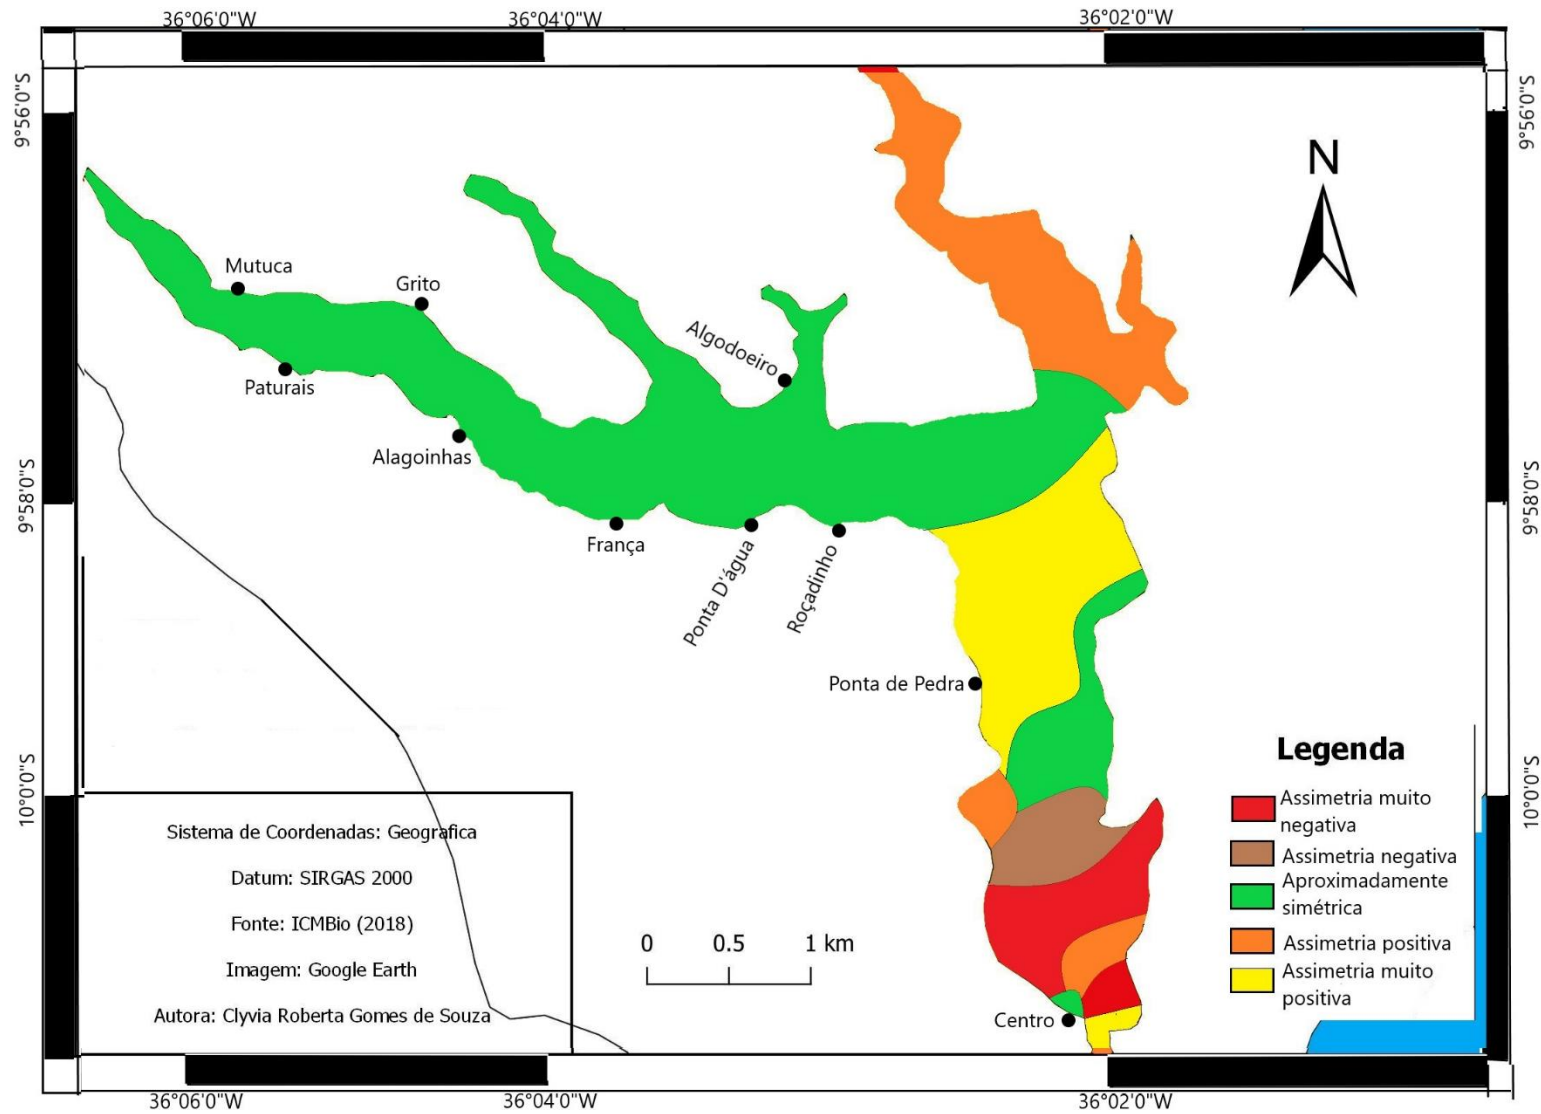 36°06'0"W
36°04'0"W
36°02'0"W
9°56'0"S
9°56'0"S
N
Mutuca
Grito
Algodoeiro
Paturais
Alagoinhas
9°58'0"S
9°58'0"S
França
Ponta D'água
Roçadinho
Ponta de Pedra
Legenda
10°0'0"S
10°0'0"S
Assimetria muito
negativa
Assimetria negativa
Aproximadamente
simétrica
Assimetria positiva
Assimetria muito
positiva
Sistema de Coordenadas: Geografica
Datum: SIRGAS 2000
Fonte: ICMBio (2018)
Imagem: Google Earth
Autora: Clyvia Roberta Gomes de Souza
0 0.5 1 km
Centro
36°06'0"W
36°04'0"W
36°02'0"W